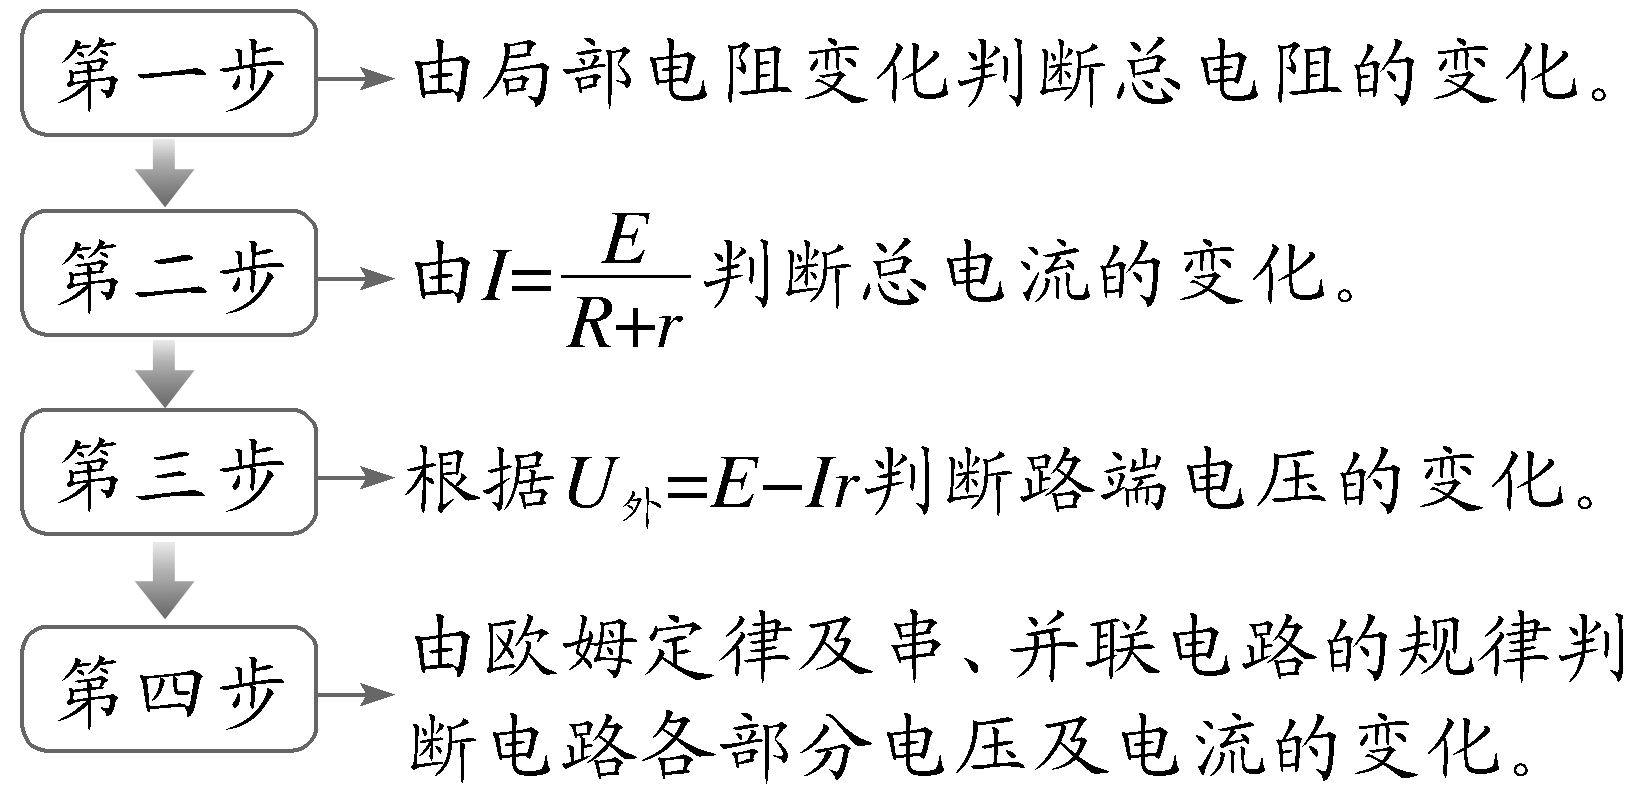 第一步 由局部电阻变化判断总电阻的变化。
第二步 由I=E/(R+r)判断总电流的变化。
第三步 根据U外=E-Ir判断路端电压的变化。
第四步 由欧姆定律及串、并联电路的规律判
断电路各部分电压及电流的变化。